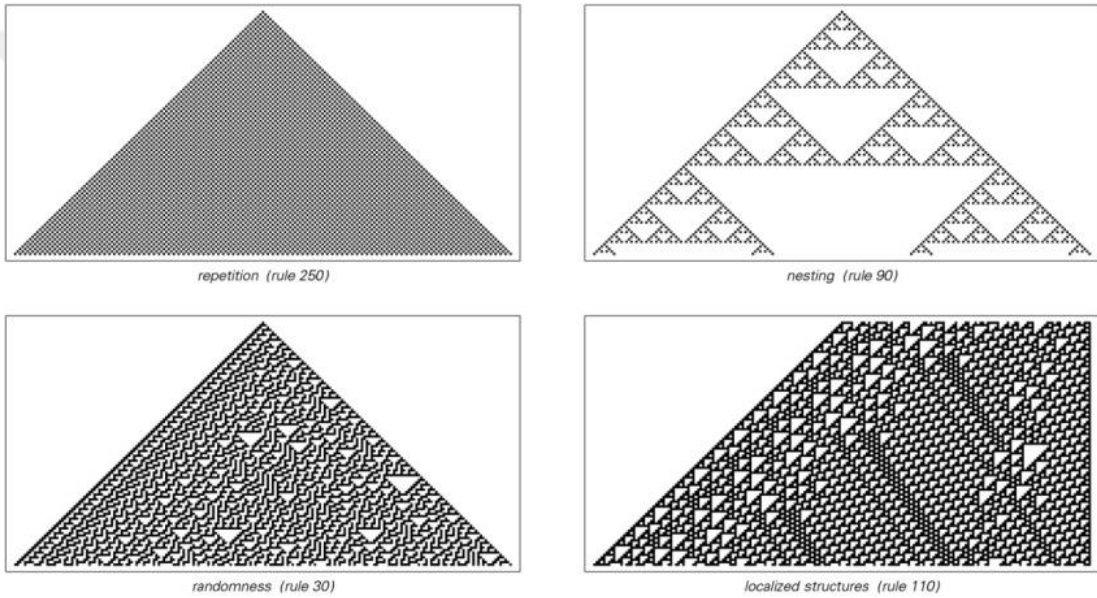 repetition (rule 250)
nesting (rule 90)
randomness (rule 30)
localized structures (rule 110)